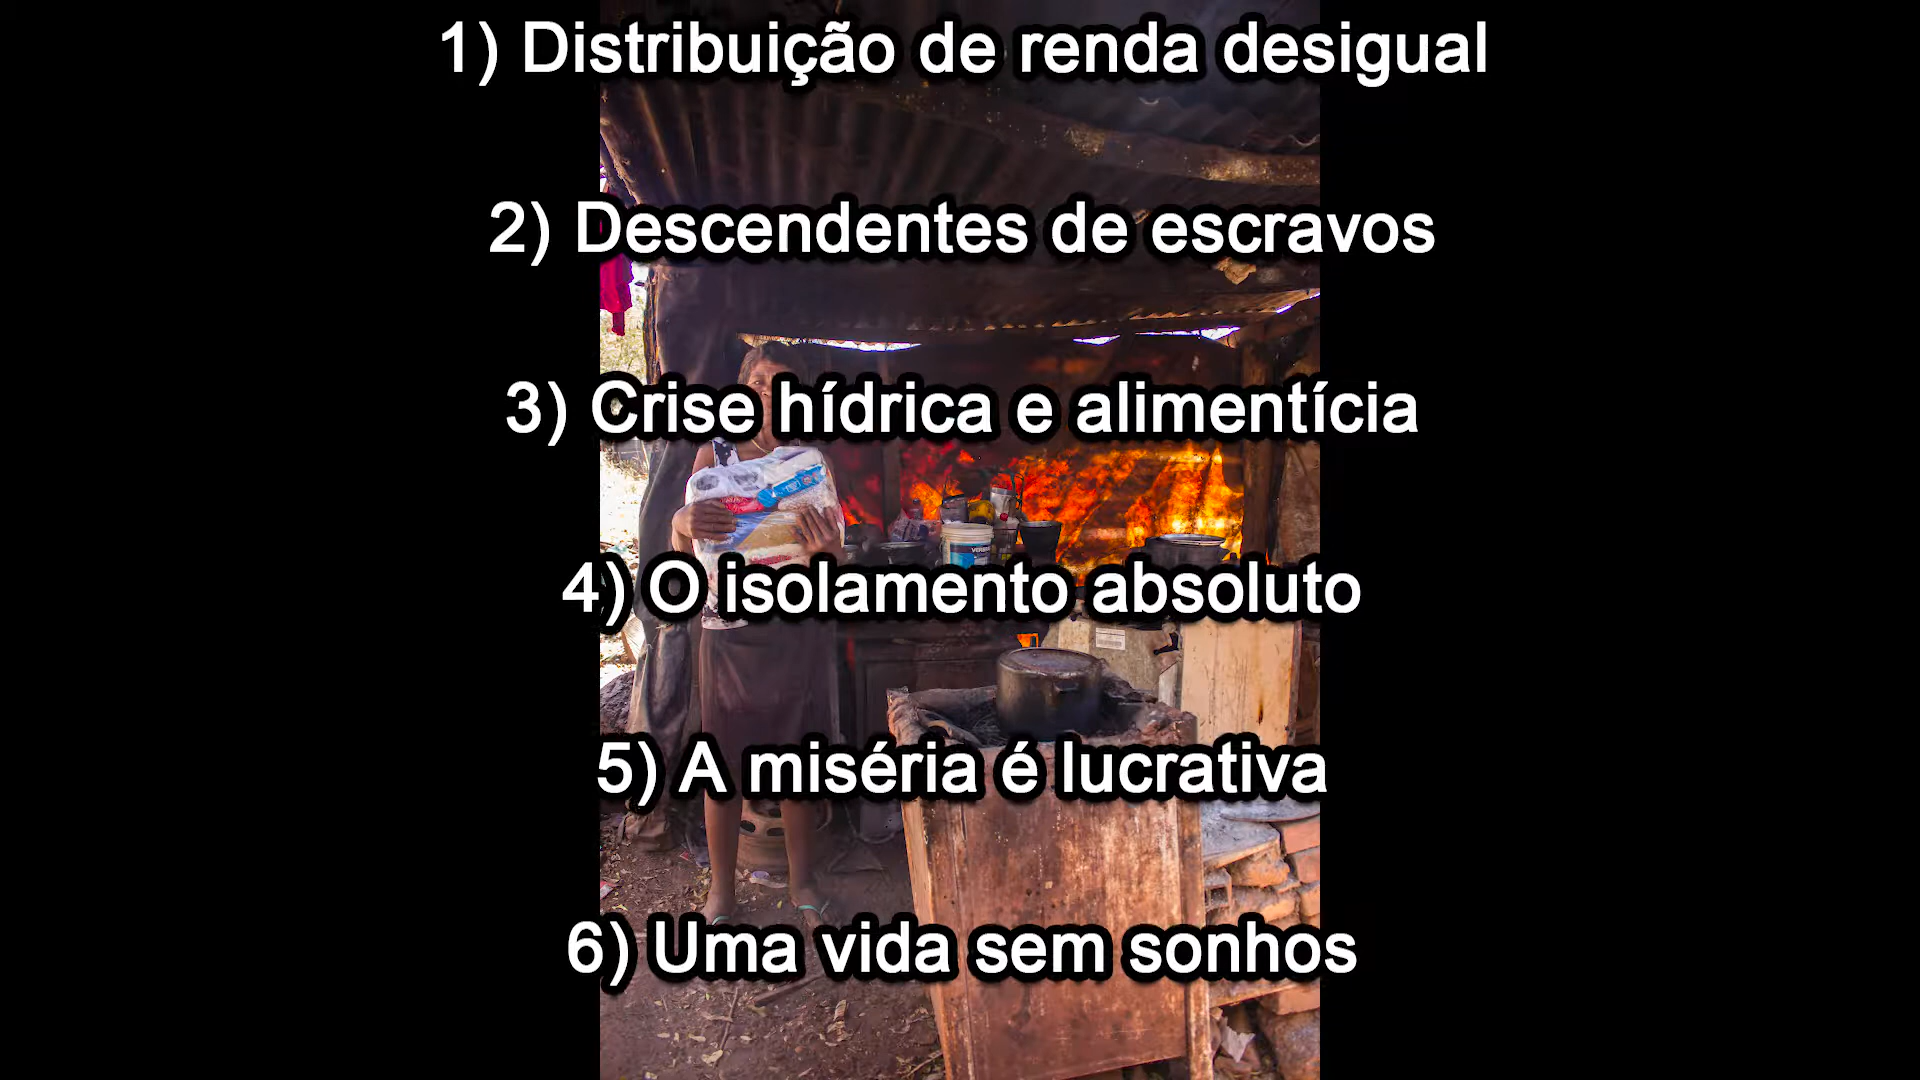 1) Distribuição de renda desigual
2) Descendentes de escravos
3) Crise hídrica e alimentícia
4) O isolamento absoluto
5) A miséria é lucrativa
6) Uma vida sem sonhos